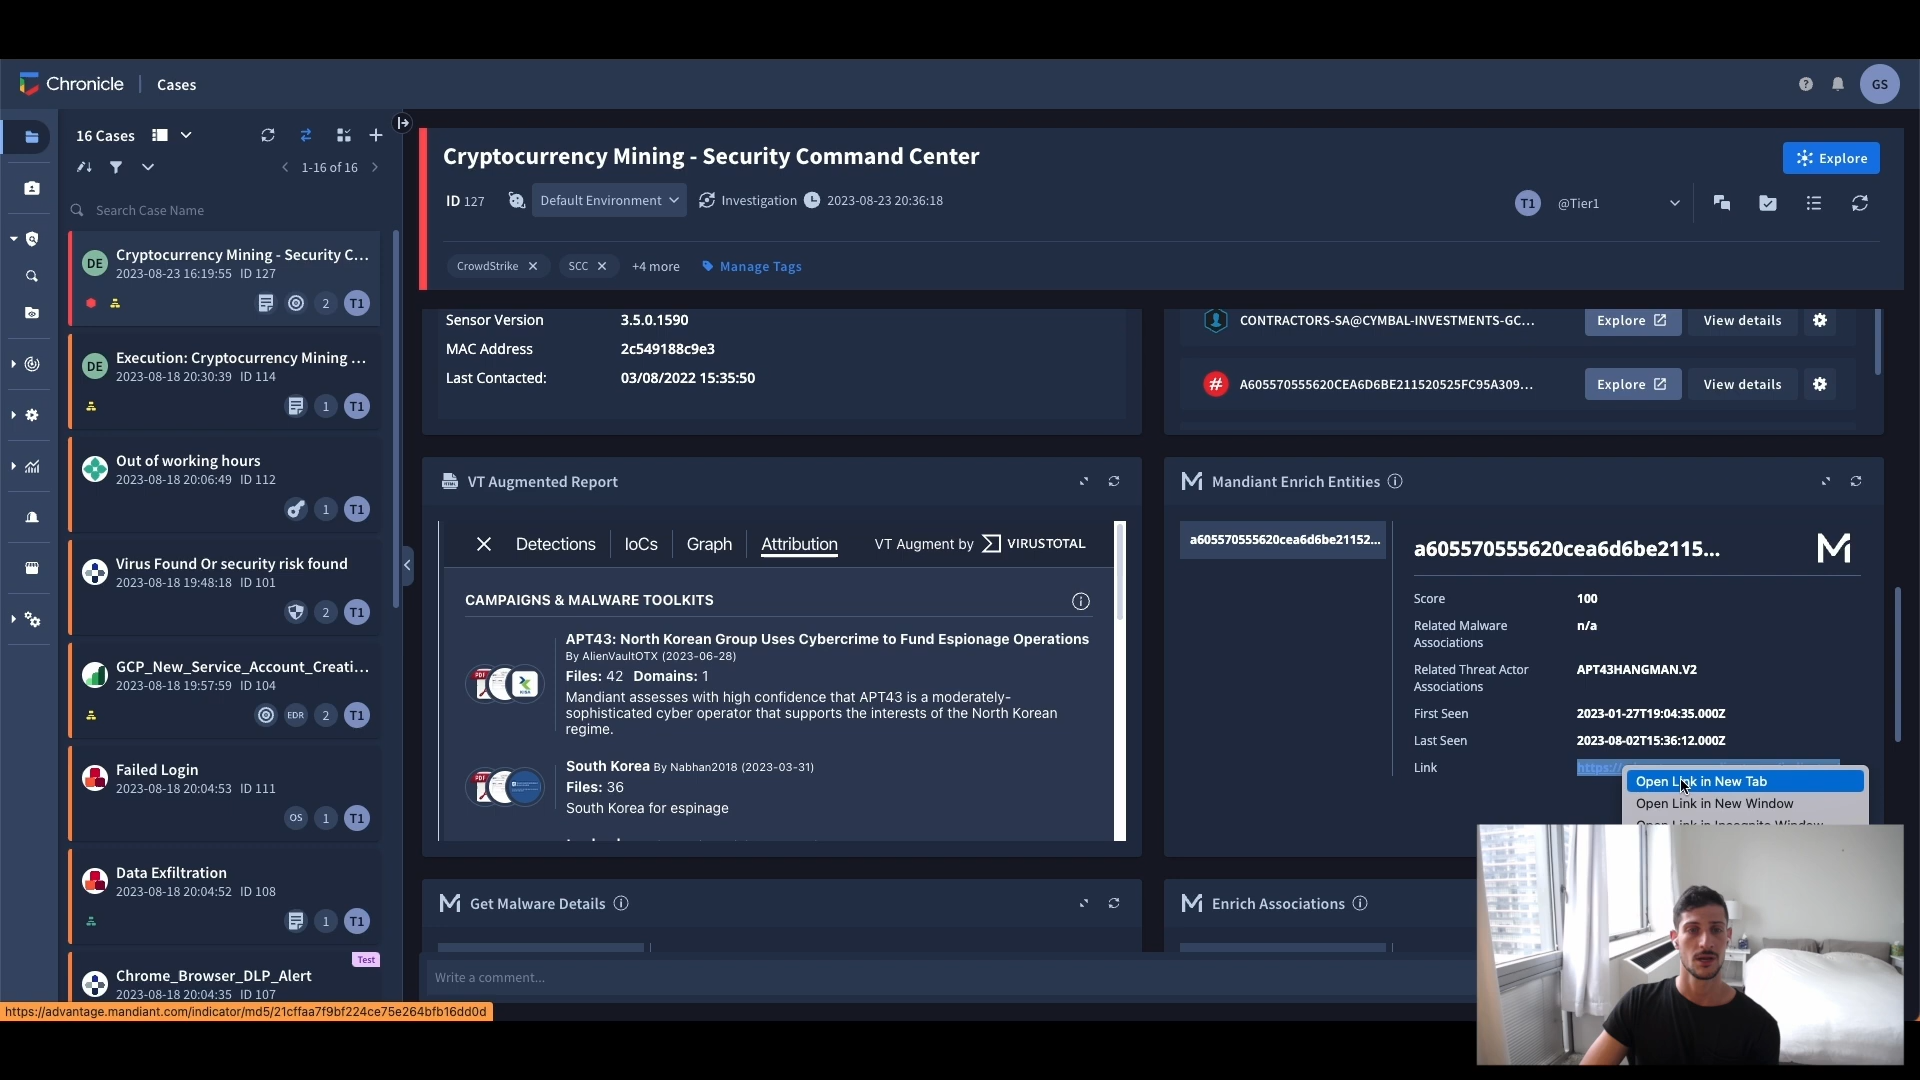 Chronicle
Cases
GS
16 Cases
1-16 of 16
Search Case Name
DE
Cryptocurrency Mining - Security C...
2023-08-23 16:19:55 ID 127
2 T1
DE
Execution: Cryptocurrency Mining ...
2023-08-18 20:30:39 ID 114
1 T1
Out of working hours
2023-08-18 20:06:49 ID 112
1 T1
Virus Found Or security risk found
2023-08-18 19:48:18 ID 101
2 T1
GCP_New_Service_Account_Creati...
2023-08-18 19:57:59 ID 104
EDR 2 T1
Failed Login
2023-08-18 20:04:53 ID 111
OS 1 T1
Data Exfiltration
2023-08-18 20:04:52 ID 108
1 T1
Test
Chrome_Browser_DLP_Alert
2023-08-18 20:04:35 ID 107
https://advantage.mandiant.com/indicator/md5/21cffaa7f9bf224ce75e264bfb16dd0d
Cryptocurrency Mining - Security Command Center
Explore
ID 127
Default Environment
Investigation
2023-08-23 20:36:18
T1 @Tier1
CrowdStrike
SCC
+4 more
Manage Tags
Sensor Version 3.5.0.1590
MAC Address 2c549188c9e3
Last Contacted: 03/08/2022 15:35:50
CONTRACTORS-SA@CYMBAL-INVESTMENTS-GC...
Explore
View details
#
A605570555620CEA6D6BE211520525FC95A309...
Explore
View details
VT Augmented Report
Detections
IoCs
Graph
Attribution
VT Augment by VIRUSTOTAL
CAMPAIGNS & MALWARE TOOLKITS
PDF
APT43: North Korean Group Uses Cybercrime to Fund Espionage Operations
By AlienVaultOTX (2023-06-28)
Files: 42 Domains: 1
Mandiant assesses with high confidence that APT43 is a moderately-
sophisticated cyber operator that supports the interests of the North Korean
regime.
PDF
South Korea By Nabhan2018 (2023-03-31)
Files: 36
South Korea for espinage
Mandiant Enrich Entities
a605570555620cea6d6be21152...
a605570555620cea6d6be2115...
Score 100
Related Malware
Associations
n/a
Related Threat Actor
Associations
APT43HANGMAN.V2
First Seen 2023-01-27T19:04:35.000Z
Last Seen 2023-08-02T15:36:12.000Z
Link https:/
Open Link in New Tab
Open Link in New Window
Open Link in Incognito Window
Get Malware Details
Enrich Associations
Write a comment...